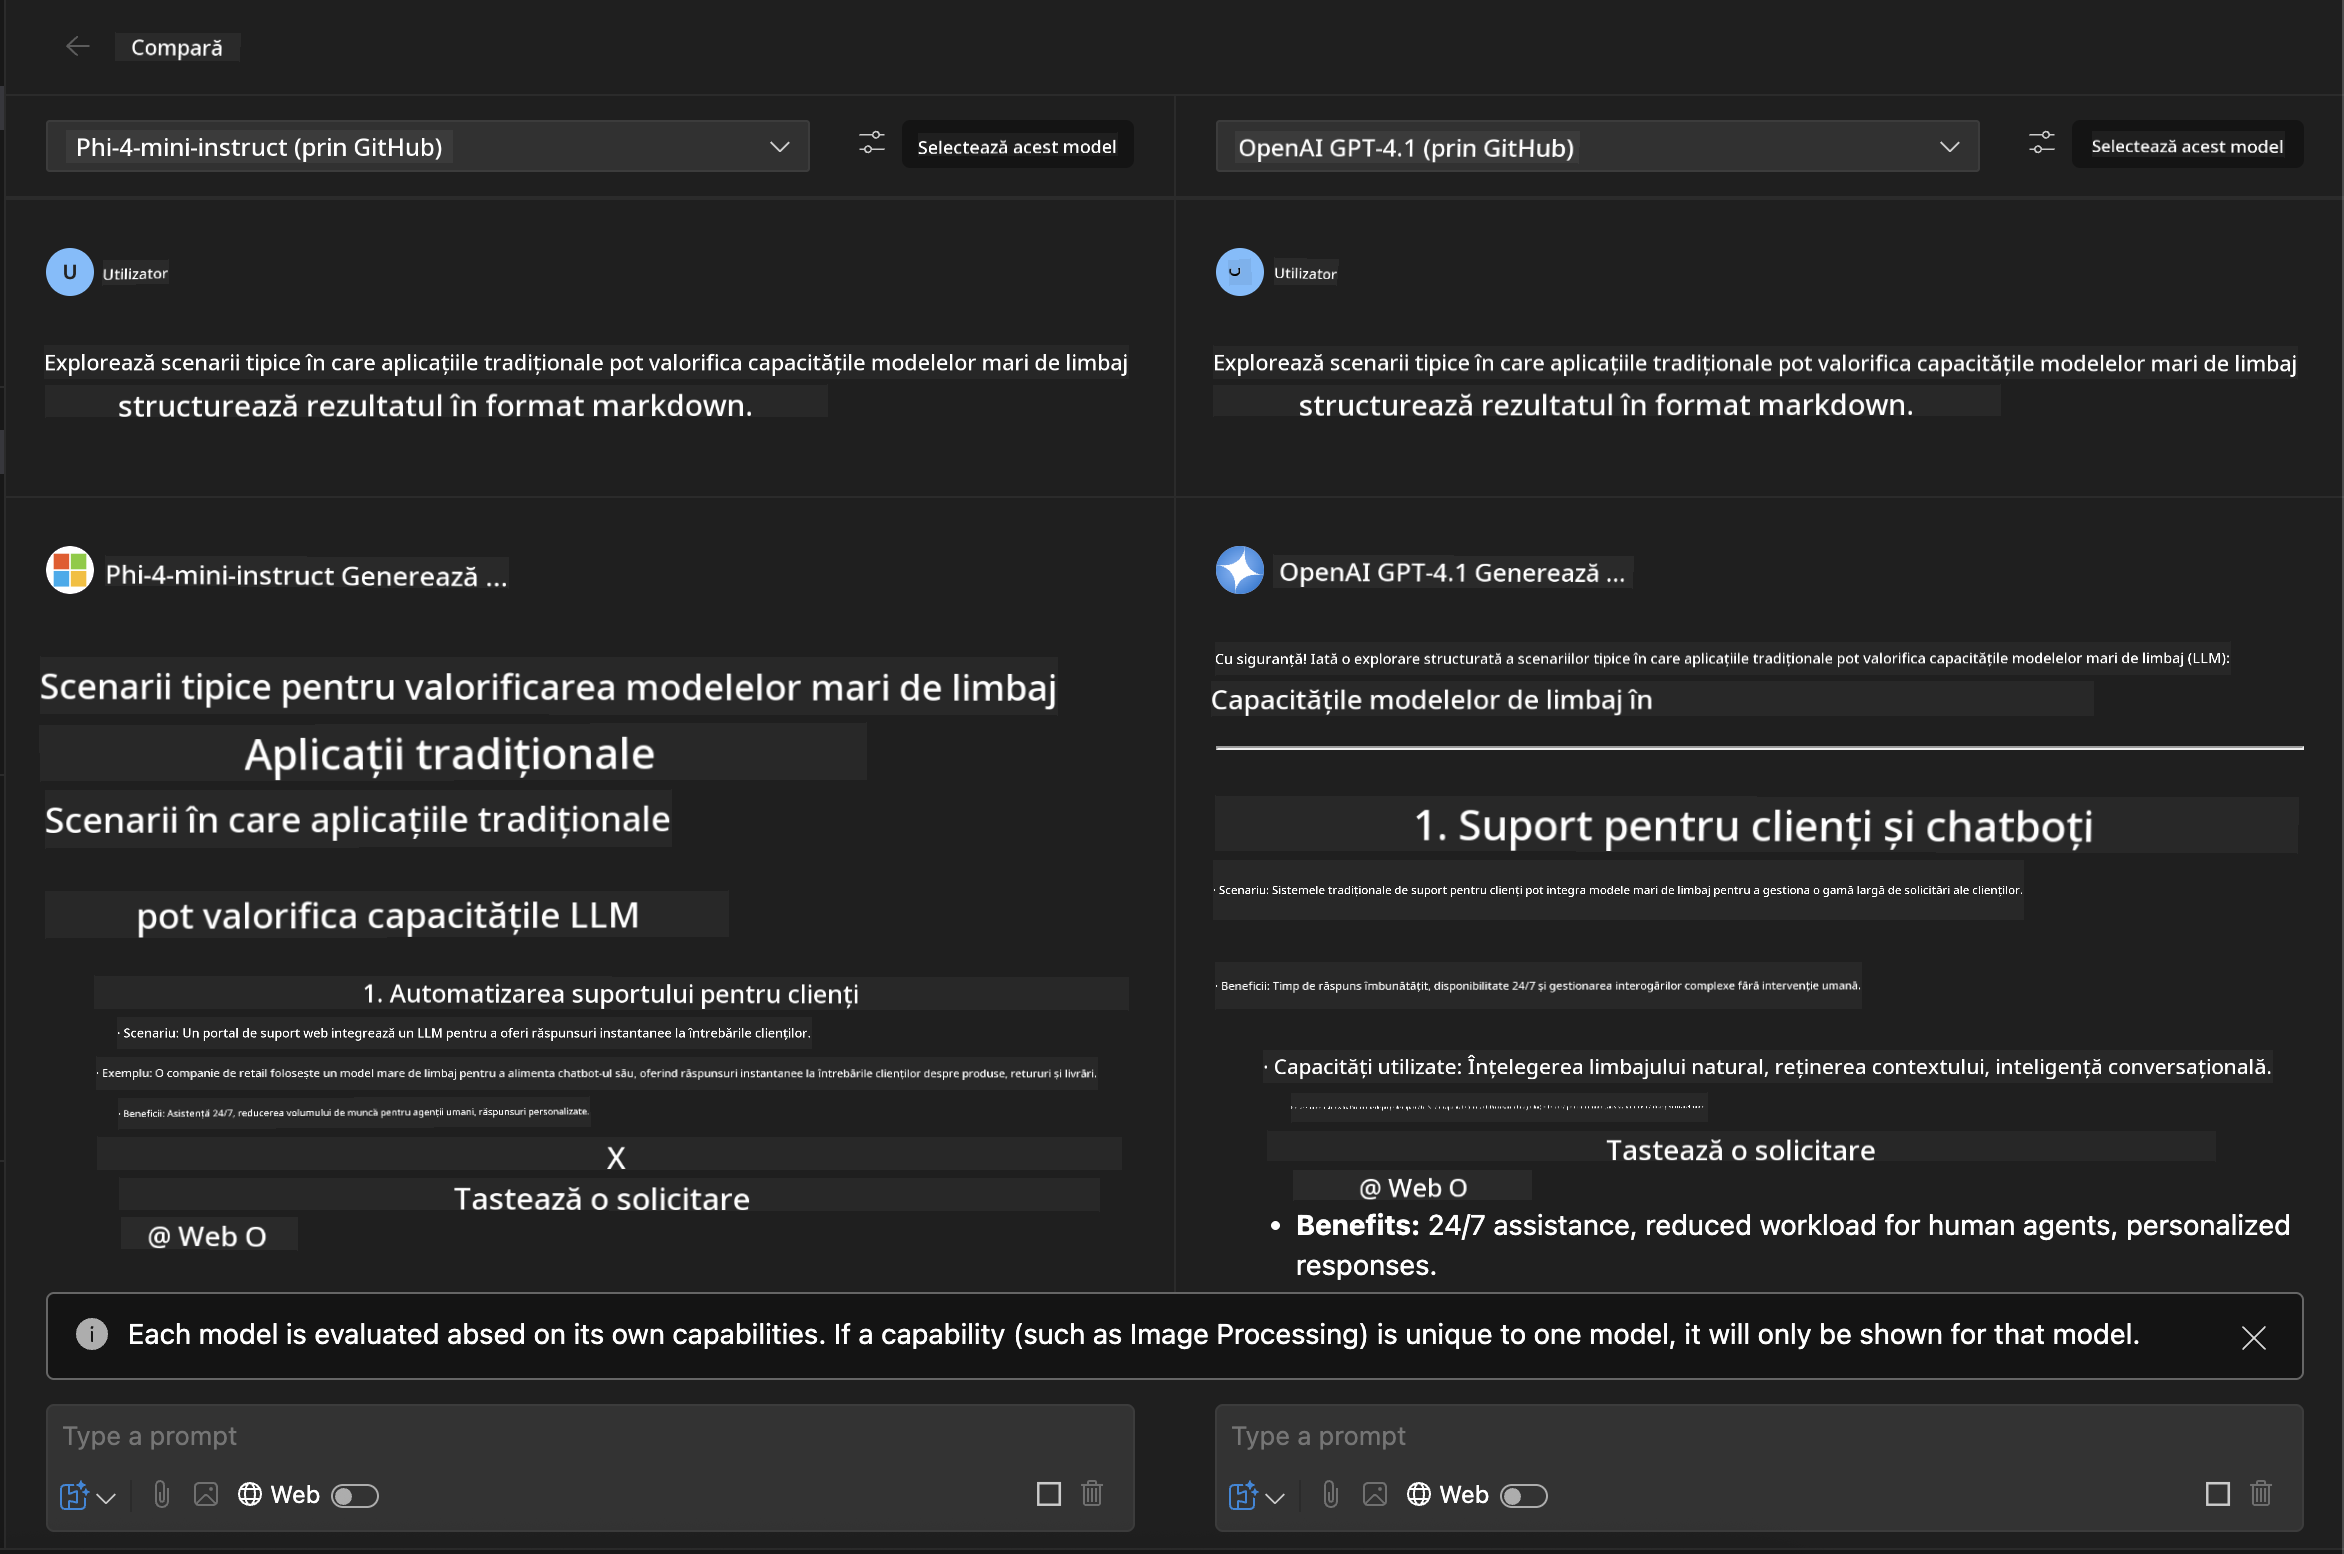 Compară
Phi-4-mini-instruct (prin GitHub)
Selectează acest model
U Utilizator
Explorează scenarii tipice în care aplicațiile tradiționale pot valorifica capacitățile modelelor mari de limbaj
structurează rezultatul în format markdown.
Phi-4-mini-instruct Generează ...
Scenarii tipice pentru valorificarea modelelor mari de limbaj
Aplicații tradiționale
Scenarii în care aplicațiile tradiționale
pot valorifica capacitățile LLM
1. Automatizarea suportului pentru clienți
· Scenariu: Un portal de suport web integrează un LLM pentru a oferi răspunsuri instantanee la întrebările clienților.
· Exemplu: O companie de retail folosește un model mare de limbaj pentru a alimenta chatbot-ul său, oferind răspunsuri instantanee la întrebările clienților despre produse, retururi și livrări.
· Beneficii: Asistență 24/7, reducerea volumului de muncă pentru agenții umani, răspunsuri personalizate.
X
Tastează o solicitare
@ Web O
OpenAI GPT-4.1 (prin GitHub)
Selectează acest model
Utilizator
Explorează scenarii tipice în care aplicațiile tradiționale pot valorifica capacitățile modelelor mari de limbaj
structurează rezultatul în format markdown.
OpenAI GPT-4.1 Generează ...
Cu siguranță! Iată o explorare structurată a scenariilor tipice în care aplicațiile tradiționale pot valorifica capacitățile modelelor mari de limbaj (LLM):
Capacitățile modelelor de limbaj în
1. Suport pentru clienți și chatboți
· Scenariu: Sistemele tradiționale de suport pentru clienți pot integra modele mari de limbaj pentru a gestiona o gamă largă de solicitări ale clienților.
· Beneficii: Timp de răspuns îmbunătățit, disponibilitate 24/7 și gestionarea interogărilor complexe fără intervenție umană.
· Capacități utilizate: Înțelegerea limbajului natural, reținerea contextului, inteligență conversațională.
Tastează o solicitare
@ Web O
• Benefits: 24/7 assistance, reduced workload for human agents, personalized
responses.
Each model is evaluated absed on its own capabilities. If a capability (such as Image Processing) is unique to one model, it will only be shown for that model.
Type a prompt
Web
Type a prompt
Web